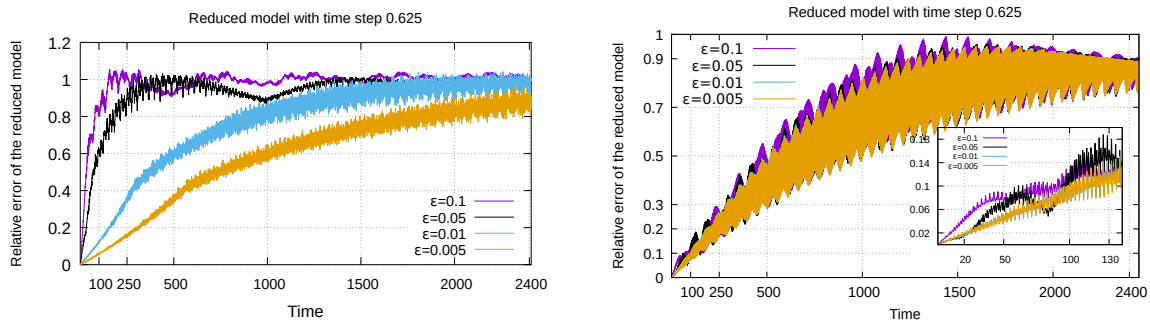 Reduced model with time step 0.625
Relative error of the reduced model
1.2
1
0.8
0.6
0.4
0.2
0
ε=0.1
ε=0.05
ε=0.01
ε=0.005
100 250 500 1000 1500 2000 2400
Time
Reduced model with time step 0.625
Relative error of the reduced model
1
0.9
0.7
0.5
0.4
0.3
0.2
0.1
0
ε=0.1
ε=0.05
ε=0.01
ε=0.005
0.18
0.14
0.1
0.06
0.02
ε=0.1
ε=0.05
ε=0.01
ε=0.005
20 50 100 130
100 250 500 1000 1500 2000 2400
Time